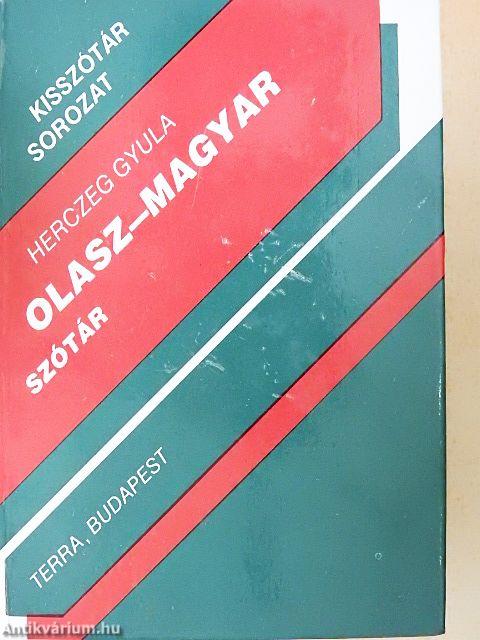 KISSZÓTÁR
SOROZAT
HERCZEG GYULA
OLASZ–MAGYAR
SZÓTÁR
TERRA, BUDAPEST
Antikvárium.hu